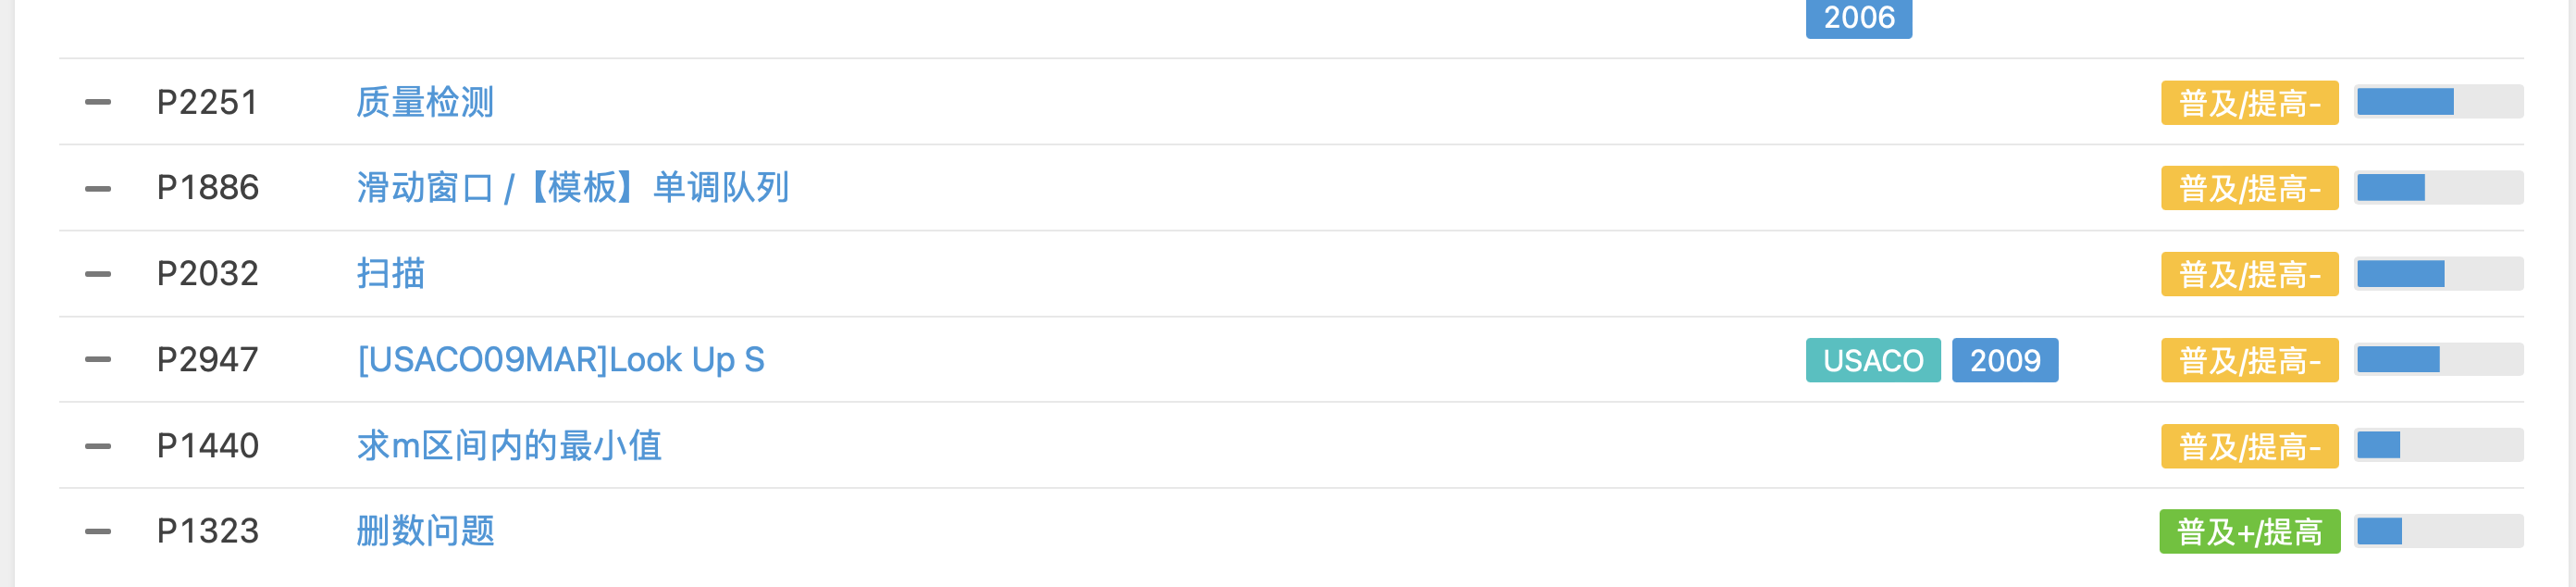 2006
P2251 质量检测 普及/提高-
P1886 滑动窗口 /【模板】单调队列 普及/提高-
P2032 扫描 普及/提高-
P2947 [USACO09MAR]Look Up S USACO 2009 普及/提高-
P1440 求m区间内的最小值 普及/提高-
P1323 删数问题 普及+/提高